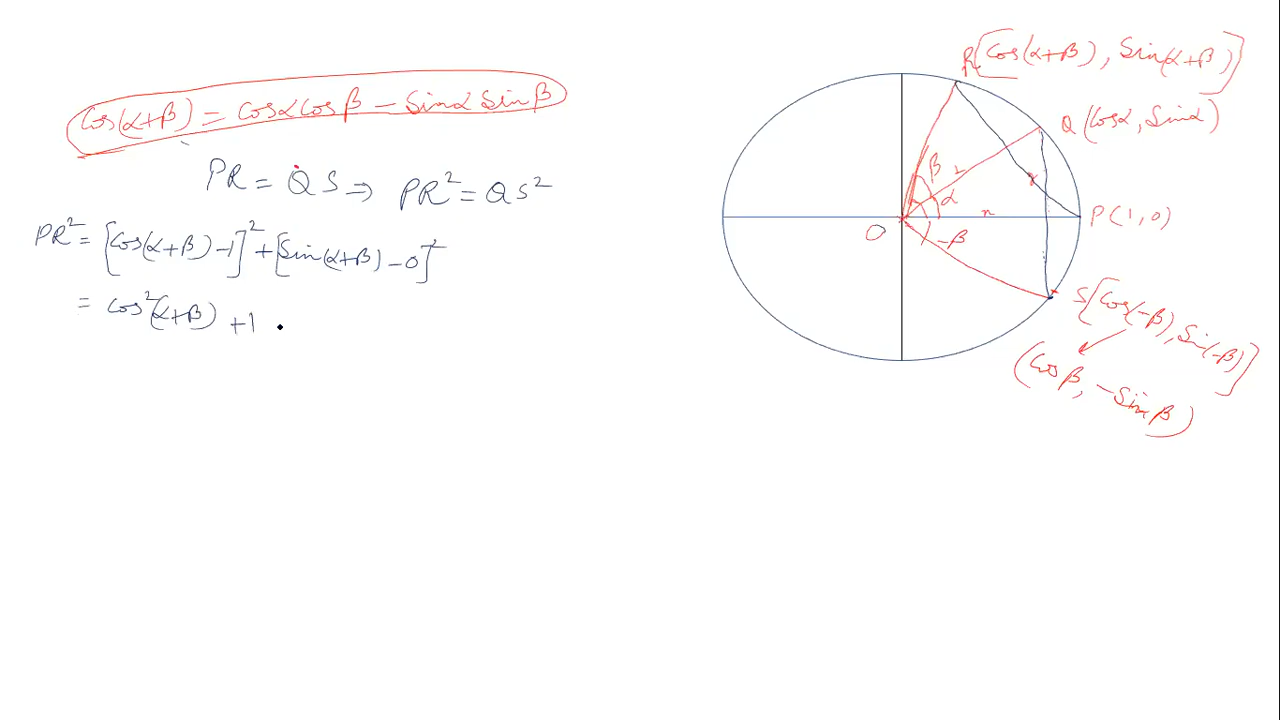 Cos(α+β) = Cosα Cosβ − Sinα Sinβ
PR = QS ⇒ PR² = QS²
PR² = [Cos(α+β) −1]² + [Sin(α+β) −0]²
= Cos²(α+β) +1
R[Cos(α+β), Sin(α+β)]
Q(Cosα, Sinα)
β
α
P(1,0)
O
−β
S[Cos(−β), Sin(−β)]
(Cosβ, −Sinβ)